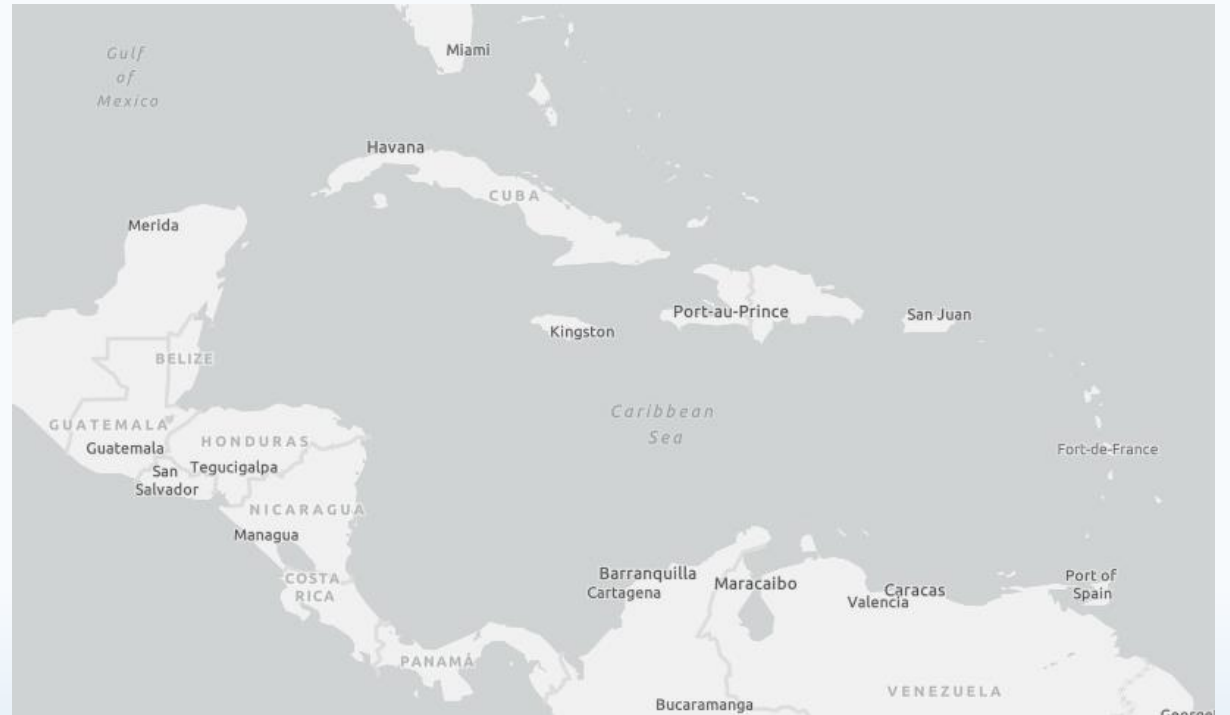 Gulf
of
Mexico
Miami
Havana
CUBA
Merida
Port-au-Prince
San Juan
Kingston
BELIZE
Caribbean
Sea
GUATEMALA
HONDURAS
Guatemala
Fort-de-France
San
Salvador
Tegucigalpa
NICARAGUA
Managua
Barranquilla
Cartagena
Maracaibo
Caracas
Valencia
Port of
Spain
COSTA
RICA
PANAMÁ
VENEZUELA
Bucaramanga